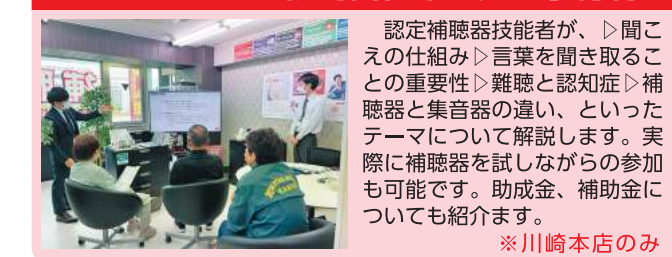 認定補聴器技能者が、▷聞こ
えの仕組み▷言葉を聞き取るこ
との重要性▷難聴と認知症▷補
聴器と集音器の違い、といった
テーマについて解説します。実
際に補聴器を試しながらの参加
も可能です。助成金、補助金に
ついても紹介ます。
※川崎本店のみ